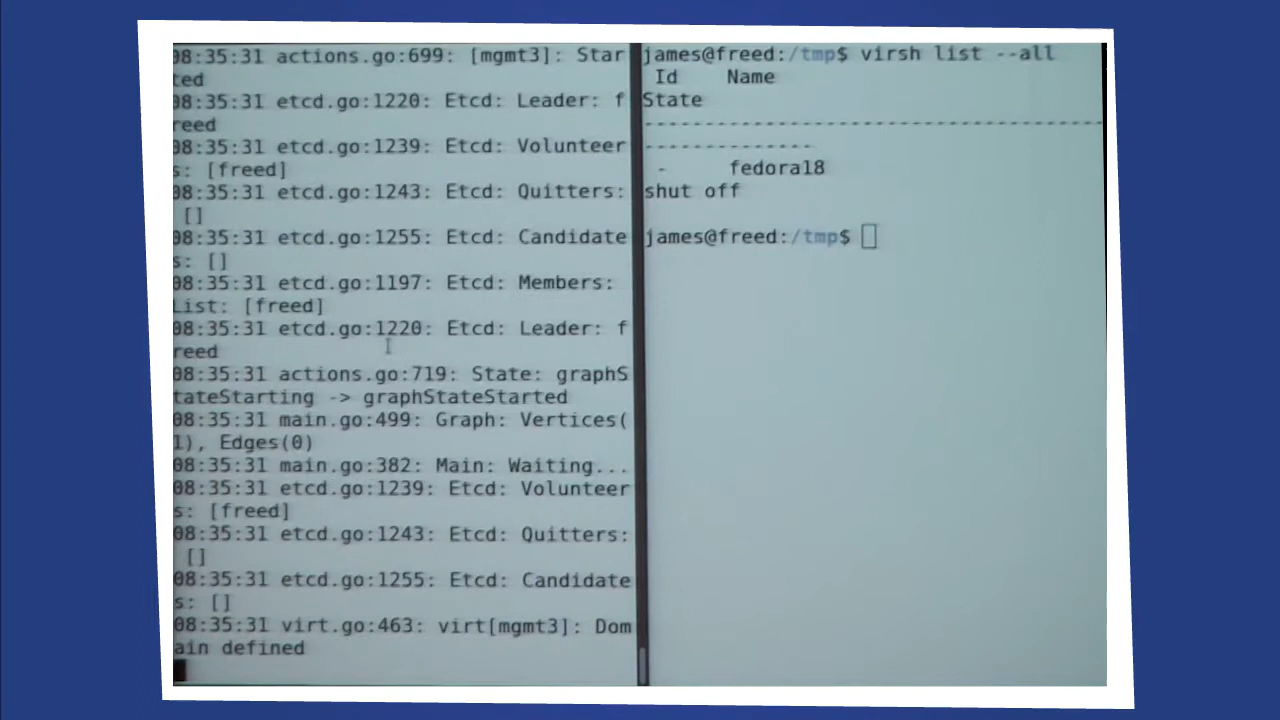 08:35:31 actions.go:699: [mgmt3]: Star
ted
08:35:31 etcd.go:1220: Etcd: Leader: f
reed
08:35:31 etcd.go:1239: Etcd: Volunteer
s: [freed]
08:35:31 etcd.go:1243: Etcd: Quitters:
[]
08:35:31 etcd.go:1255: Etcd: Candidate
s: []
08:35:31 etcd.go:1197: Etcd: Members:
List: [freed]
08:35:31 etcd.go:1220: Etcd: Leader: f
reed
08:35:31 actions.go:719: State: graphS
tateStarting -> graphStateStarted
08:35:31 main.go:499: Graph: Vertices(
1), Edges(0)
08:35:31 main.go:382: Main: Waiting...
08:35:31 etcd.go:1239: Etcd: Volunteer
s: [freed]
08:35:31 etcd.go:1243: Etcd: Quitters:
[]
08:35:31 etcd.go:1255: Etcd: Candidate
s: []
08:35:31 virt.go:463: virt[mgmt3]: Dom
ain defined
james@freed:/tmp$ virsh list --all
Id    Name
State
---------------------------------------
--------------
-     fedora18
shut off
james@freed:/tmp$